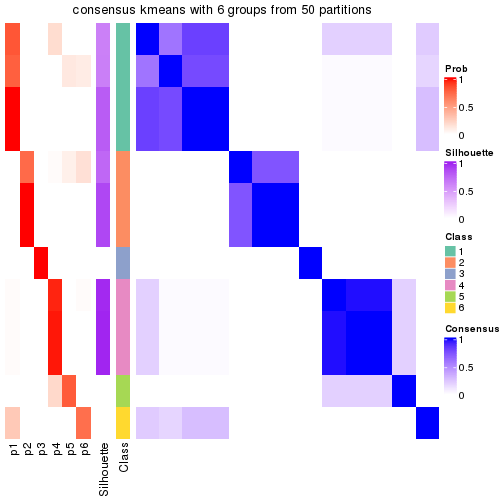 consensus kmeans with 6 groups from 50 partitions
Prob
1
0.5
0
Silhouette
1
0.5
0
Class
1
2
3
4
5
6
Consensus
1
0.5
0
p1
p2
p3
p4
p5
p6
Silhouette
Class